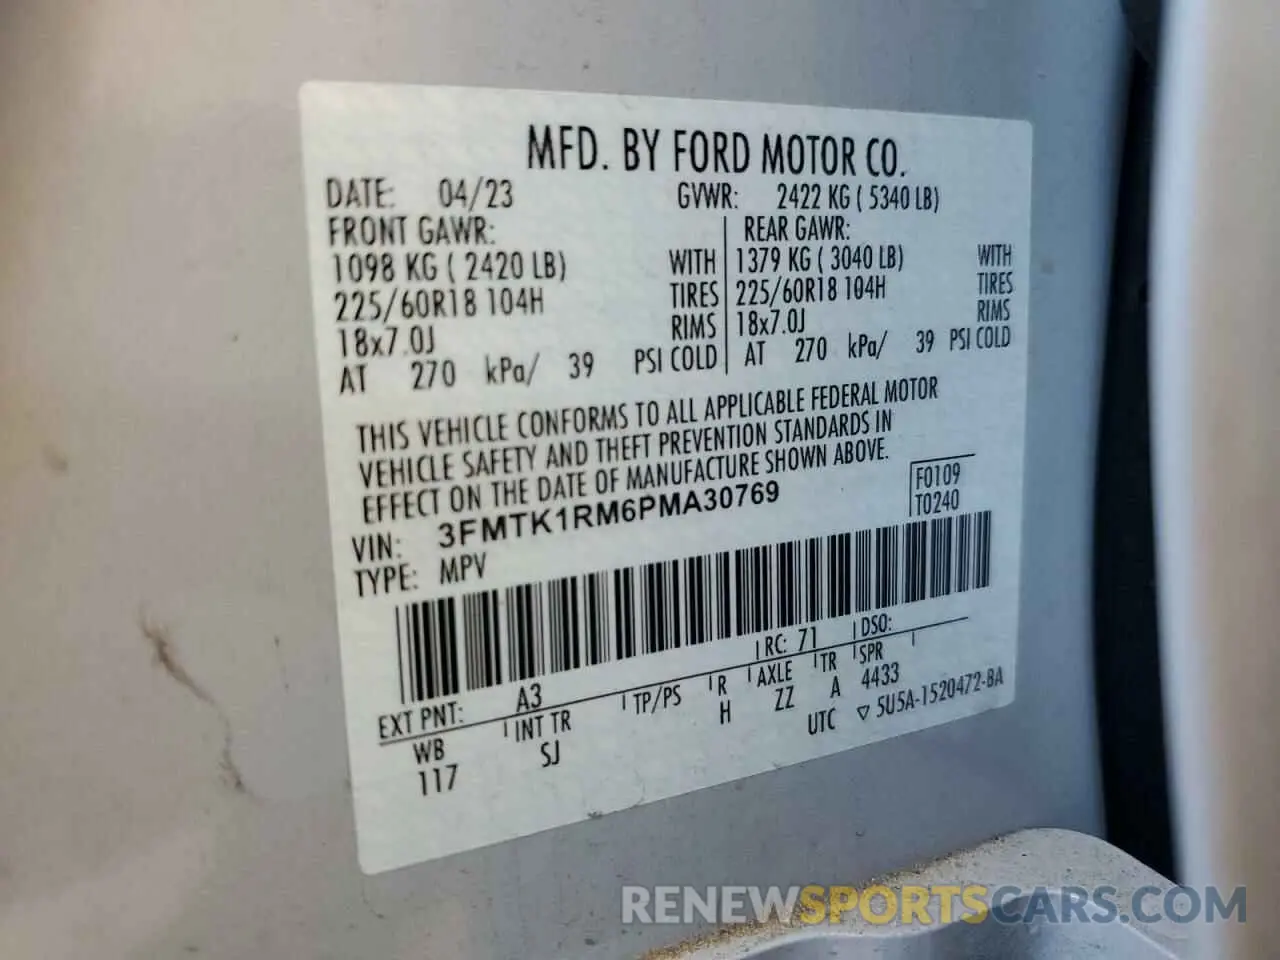 MFD. BY FORD MOTOR CO.
DATE: 04/23 GVWR: 2422 KG ( 5340 LB)
FRONT GAWR: REAR GAWR:
1098 KG ( 2420 LB) WITH 1379 KG ( 3040 LB) WITH
225/60R18 104H TIRES 225/60R18 104H TIRES
18x7.0J RIMS 18x7.0J RIMS
AT 270 kPa/ 39 PSI COLD AT 270 kPa/ 39 PSI COLD
THIS VEHICLE CONFORMS TO ALL APPLICABLE FEDERAL MOTOR
VEHICLE SAFETY AND THEFT PREVENTION STANDARDS IN
EFFECT ON THE DATE OF MANUFACTURE SHOWN ABOVE.
F0109
VIN: 3FMTK1RM6PMA30769 T0240
TYPE: MPV
EXT PNT: A3 RC: 71 DSO:
WB INT TR TP/PS R AXLE TR SPR
117 SJ H ZZ A 4433
UTC ▽ 5U5A-1520472-BA
RENEWSPORTSCARS.COM